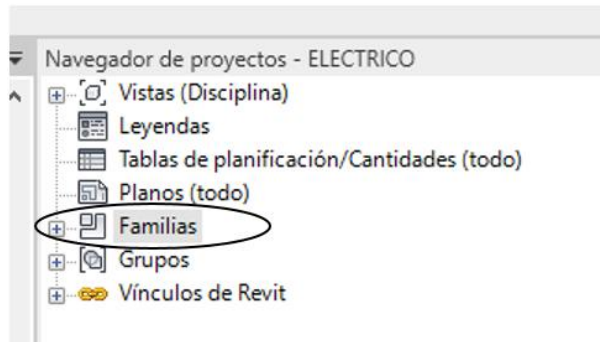 Navegador de proyectos - ELECTRICO
Vistas (Disciplina)
Leyendas
Tablas de planificación/Cantidades (todo)
Planos (todo)
Familias
Grupos
Vínculos de Revit